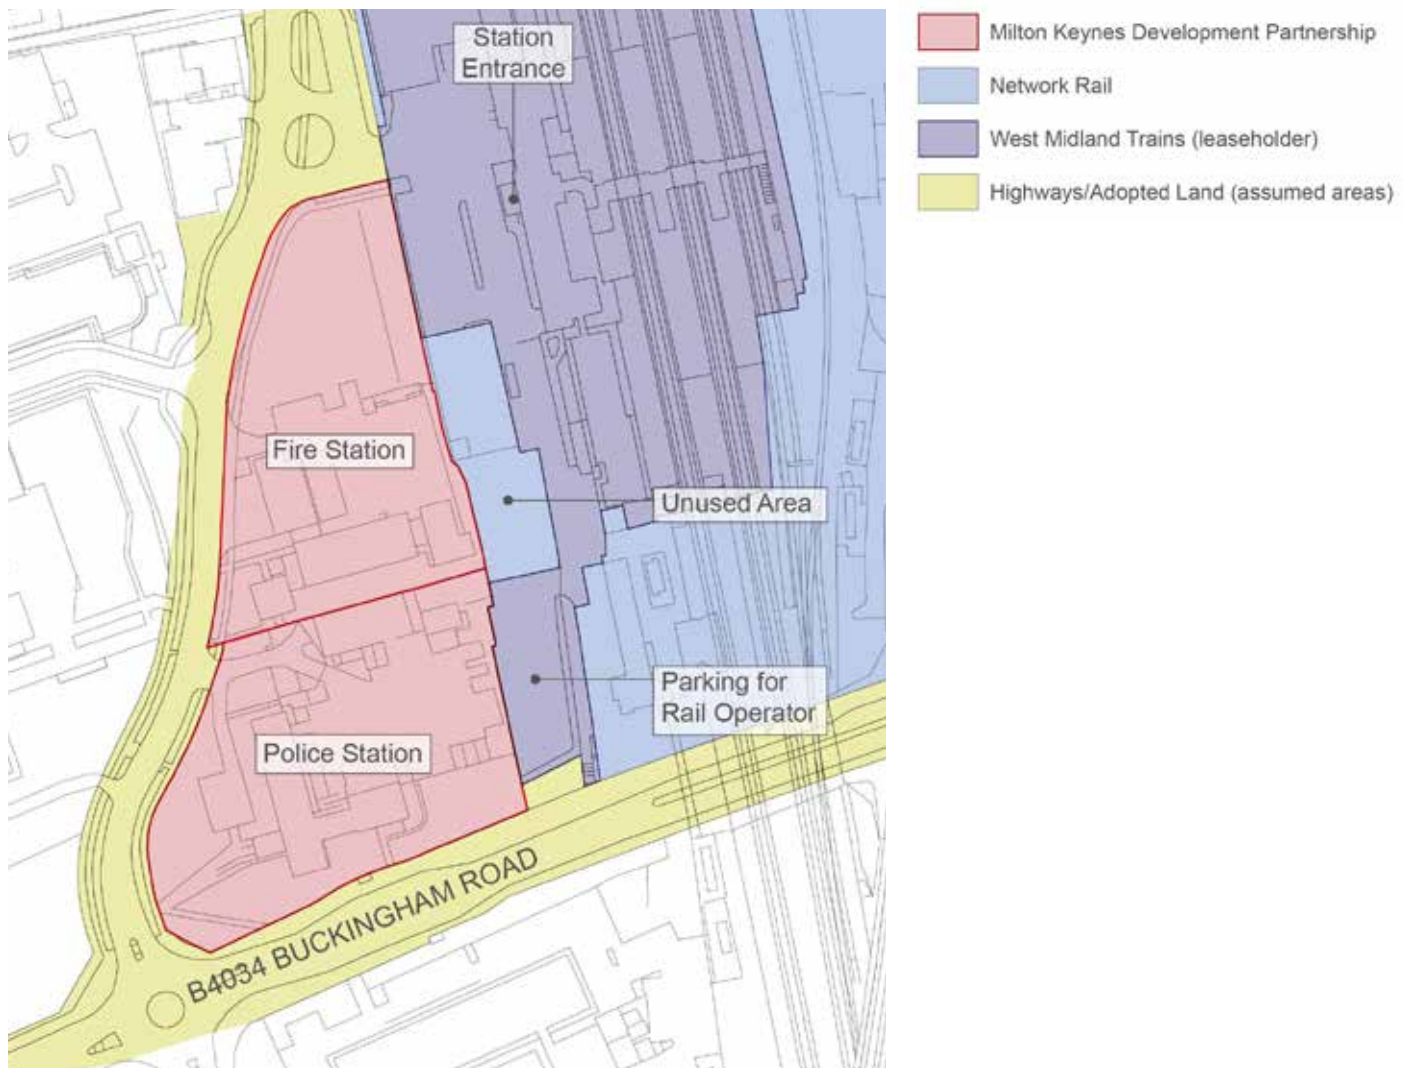 Station
Entrance
Fire Station
Unused Area
Parking for
Rail Operator
Police Station
B4034 BUCKINGHAM ROAD
Milton Keynes Development Partnership
Network Rail
West Midland Trains (leaseholder)
Highways/Adopted Land (assumed areas)